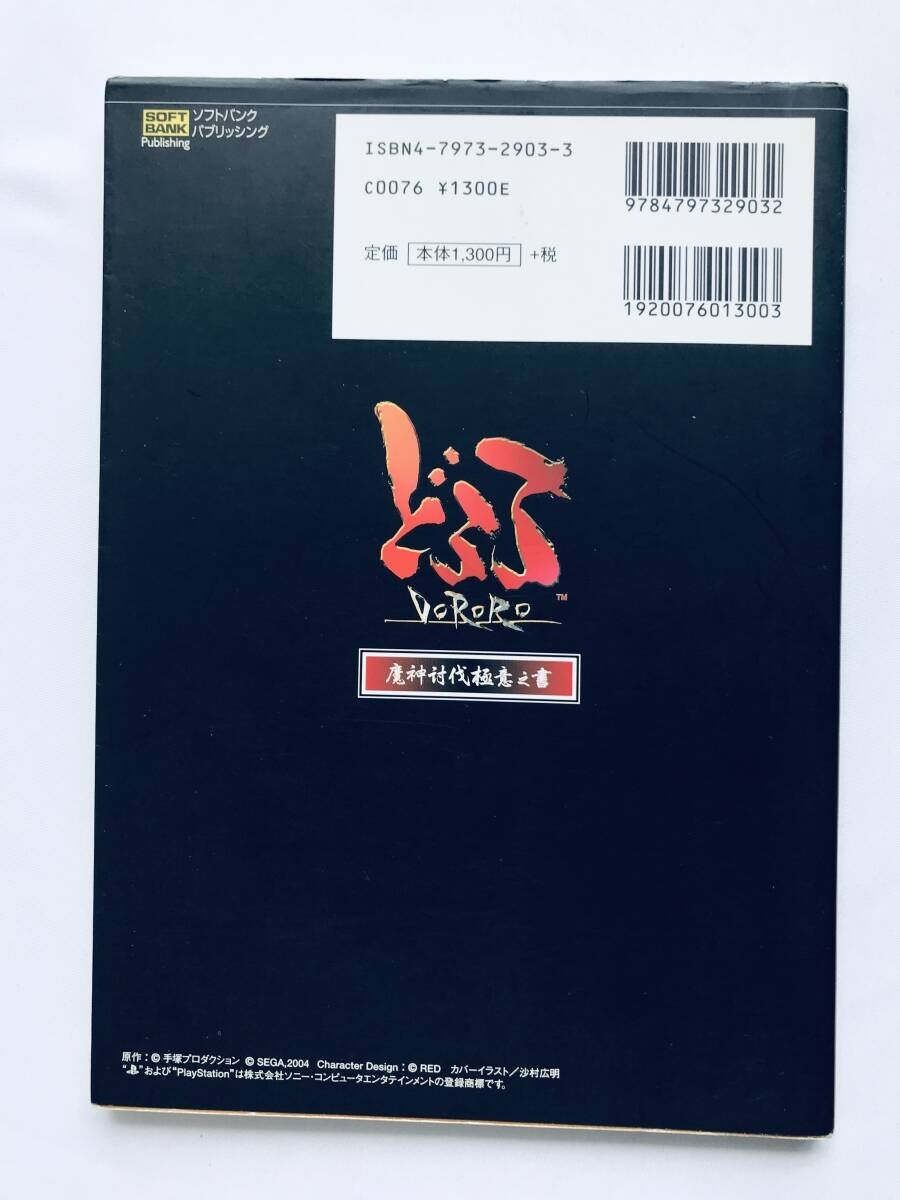 SOFT
BANK
Publishing
ソフトバンク
パブリッシング
ISBN4-7973-2903-3
C0076 ¥1300E
定価 本体1,300円 +税
9784797329032
1920076013003
どろろ
DORORO TM
魔神討伐極意之書
原作：© 手塚プロダクション © SEGA,2004 Character Design：© RED カバーイラスト／沙村広明
“PS”および“PlayStation”は株式会社ソニー・コンピュータエンタテインメントの登録商標です。